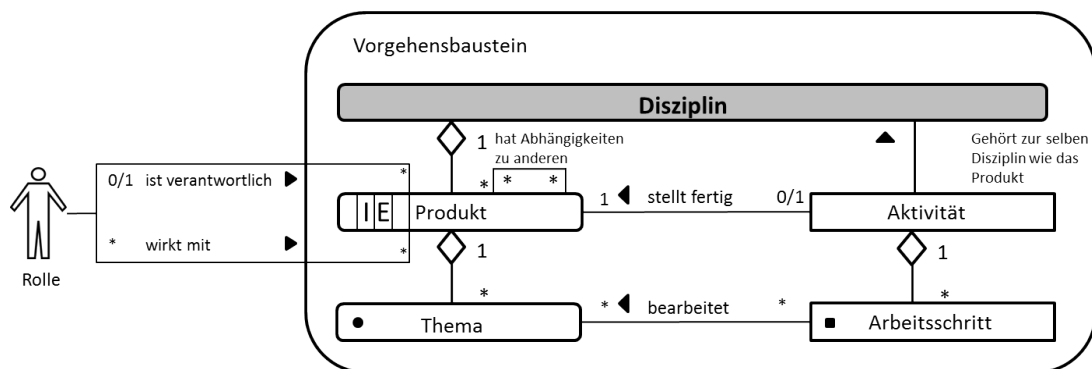 Vorgehensbaustein
Disziplin
1
hat Abhängigkeiten
zu anderen
Gehört zur selben
Disziplin wie das
Produkt
0/1 ist verantwortlich
*
*
* *
I E Produkt
1 stellt fertig 0/1
Aktivität
* wirkt mit
*
Rolle
1
1
*
*
Thema
* bearbeitet *
Arbeitsschritt